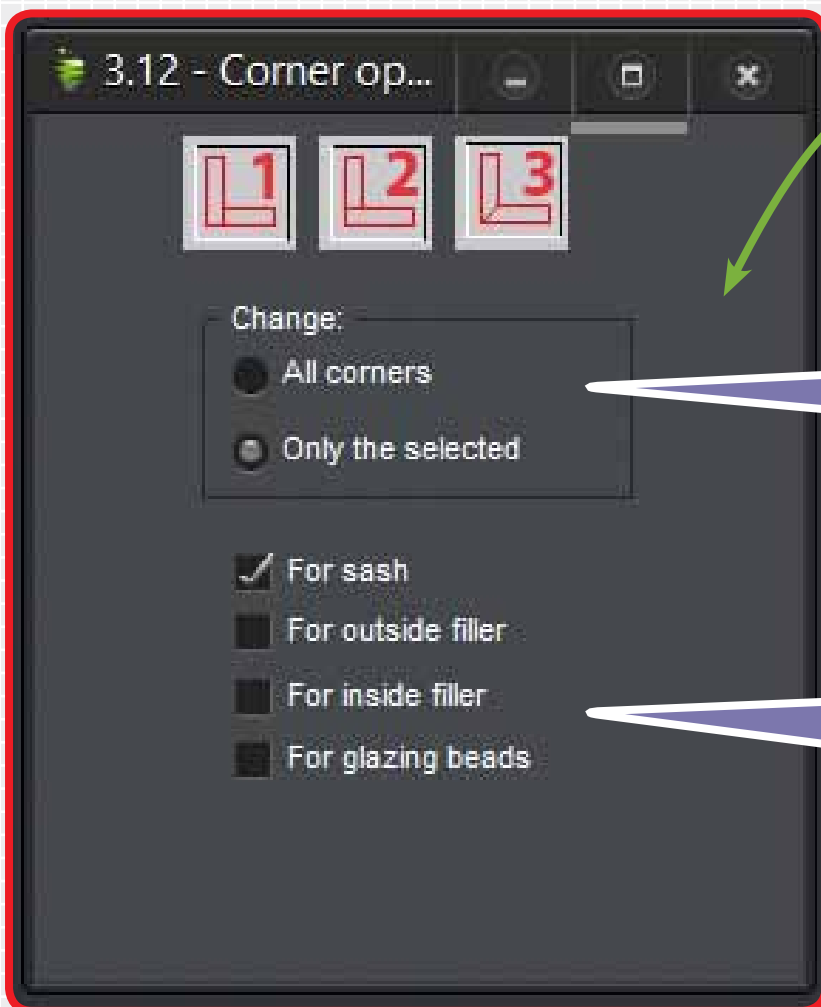 3.12 - Corner op...
1 2 3
Change:
All corners
Only the selected
For sash
For outside filler
For inside filler
For glazing beads